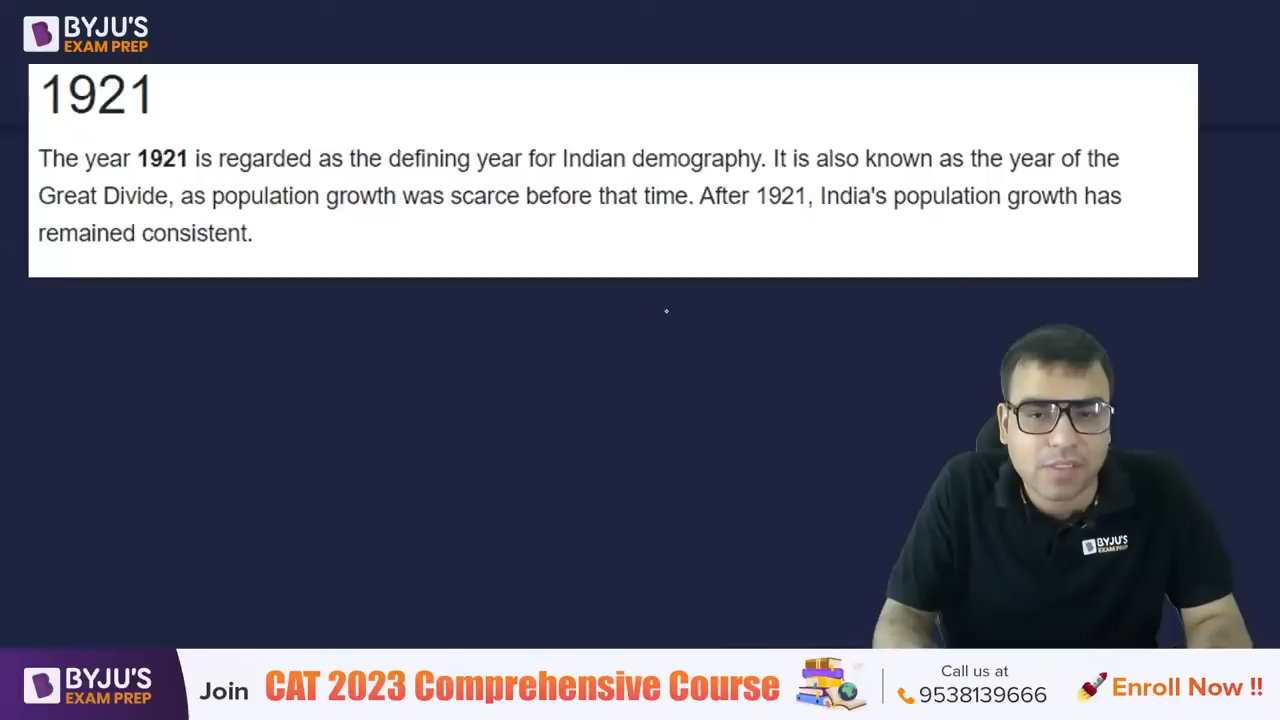 BYJU'S
EXAM PREP
1921
The year 1921 is regarded as the defining year for Indian demography. It is also known as the year of the
Great Divide, as population growth was scarce before that time. After 1921, India's population growth has
remained consistent.
BYJU'S
EXAM PREP
BYJU'S
EXAM PREP
Join CAT 2023 Comprehensive Course
Call us at
9538139666
Enroll Now !!